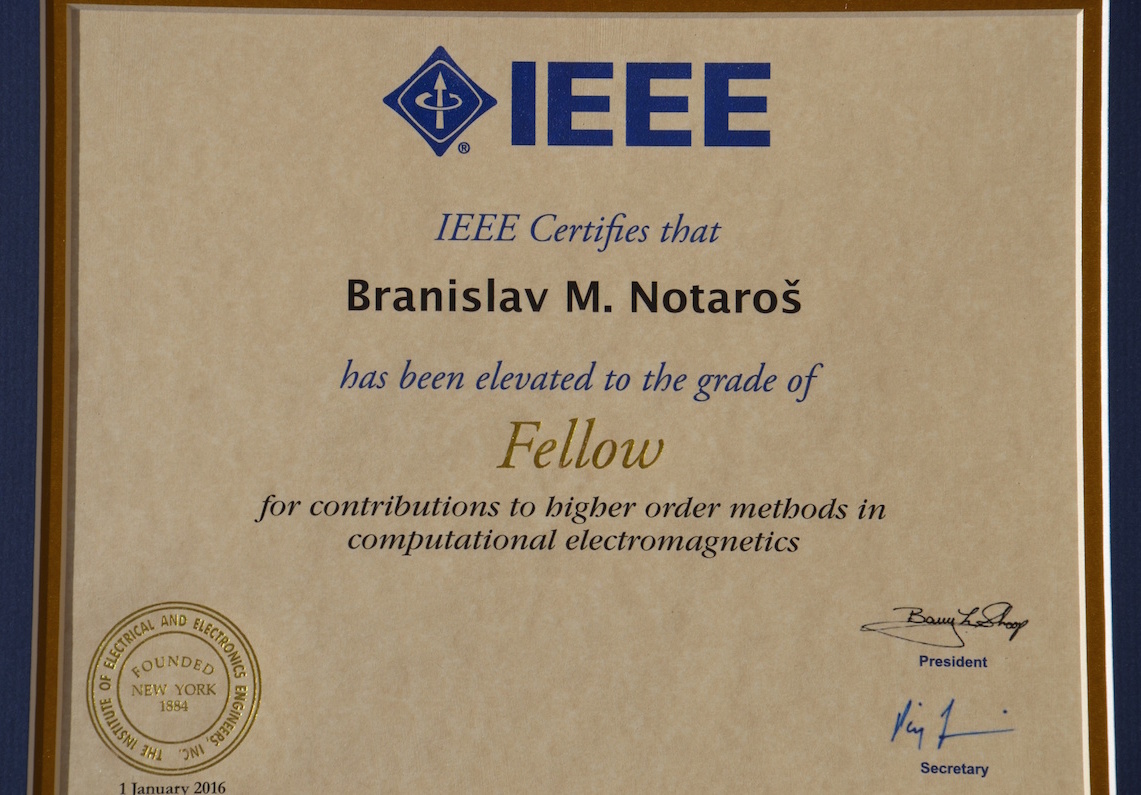 IEEE
IEEE Certifies that
Branislav M. Notaroš
has been elevated to the grade of
Fellow
for contributions to higher order methods in
computational electromagnetics
THE INSTITUTE OF ELECTRICAL AND ELECTRONICS ENGINEERS, INC.
FOUNDED
NEW YORK
1884
1 January 2016
Barry L. Shoop
President
Secretary